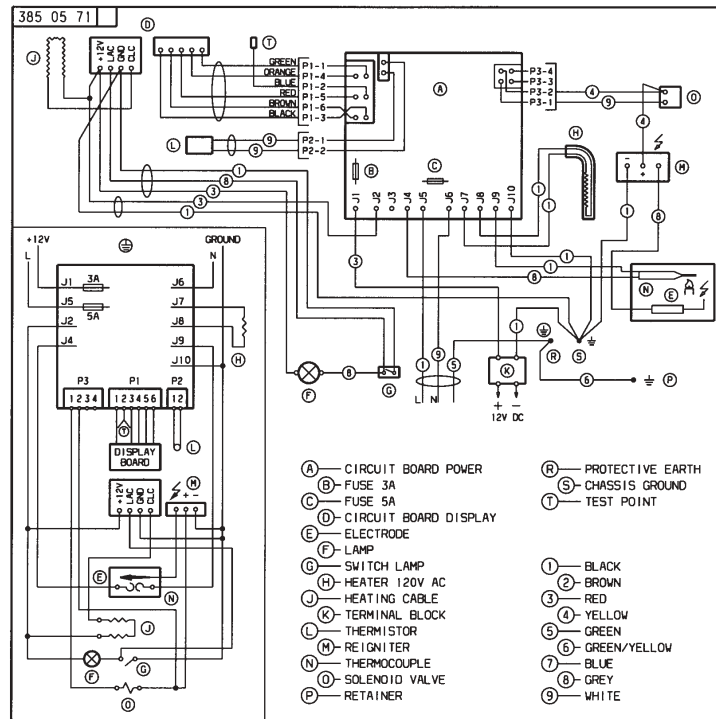 385 05 71
J
+12V
LAC
GND
CLC
D
T
GREEN
ORANGE
BLUE
RED
BROWN
BLACK
P1-1
P1-4
P1-2
P1-5
P1-6
P1-3
P2-1
P2-2
L
9
9
A
B
C
J1 J2 J3 J4 J5 J6 J7 J8 J9 J10
P3-4
P3-3
P3-2
P3-1
4
9
O
4
H
- + M
1
8
3
1
1
1
1
8
3
1
3
8
1
1
N
E
1
9
5
1
R
S
K
6
P
F
8
G
L N
+ -
12V DC
+12V GROUND
L N
J1 3A J6
J5 5A J7
J2 J8
J4 J9
J10
H
P3 P1 P2
1234 123456 12
T
L
DISPLAY
BOARD
+12V
LAC
GND
CLC
M
+ -
E
N
J
F
G
O
A CIRCUIT BOARD POWER
B FUSE 3A
C FUSE 5A
D CIRCUIT BOARD DISPLAY
E ELECTRODE
F LAMP
G SWITCH LAMP
H HEATER 120V AC
J HEATING CABLE
K TERMINAL BLOCK
L THERMISTOR
M REIGNITER
N THERMOCOUPLE
O SOLENOID VALVE
P RETAINER
R PROTECTIVE EARTH
S CHASSIS GROUND
T TEST POINT
1 BLACK
2 BROWN
3 RED
4 YELLOW
5 GREEN
6 GREEN/YELLOW
7 BLUE
8 GREY
9 WHITE